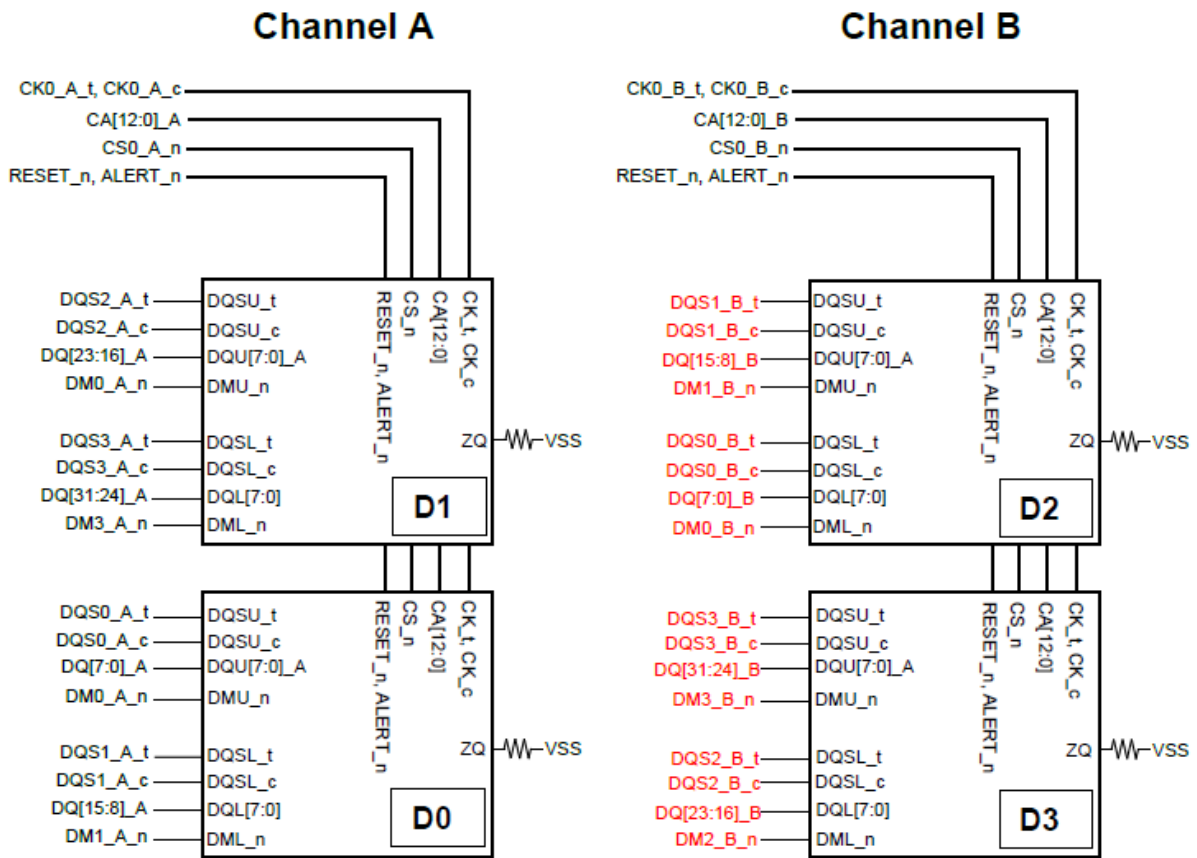 Channel A
CK0_A_t, CK0_A_c
CA[12:0]_A
CS0_A_n
RESET_n, ALERT_n
DQS2_A_t
DQS2_A_c
DQ[23:16]_A
DM0_A_n
DQS3_A_t
DQS3_A_c
DQ[31:24]_A
DM3_A_n
DQSU_t
DQSU_c
DQU[7:0]_A
DMU_n
DQSL_t
DQSL_c
DQL[7:0]
DML_n
RESET_n, ALERT_n
CS_n
CA[12:0]
CK_t, CK_c
ZQ
VSS
D1
DQS0_A_t
DQS0_A_c
DQ[7:0]_A
DM0_A_n
DQS1_A_t
DQS1_A_c
DQ[15:8]_A
DM1_A_n
DQSU_t
DQSU_c
DQU[7:0]_A
DMU_n
DQSL_t
DQSL_c
DQL[7:0]
DML_n
RESET_n, ALERT_n
CS_n
CA[12:0]
CK_t, CK_c
ZQ
VSS
D0
Channel B
CK0_B_t, CK0_B_c
CA[12:0]_B
CS0_B_n
RESET_n, ALERT_n
DQS1_B_t
DQS1_B_c
DQ[15:8]_B
DM1_B_n
DQS0_B_t
DQS0_B_c
DQ[7:0]_B
DM0_B_n
DQSU_t
DQSU_c
DQU[7:0]_A
DMU_n
DQSL_t
DQSL_c
DQL[7:0]
DML_n
RESET_n, ALERT_n
CS_n
CA[12:0]
CK_t, CK_c
ZQ
VSS
D2
DQS3_B_t
DQS3_B_c
DQ[31:24]_B
DM3_B_n
DQS2_B_t
DQS2_B_c
DQ[23:16]_B
DM2_B_n
DQSU_t
DQSU_c
DQU[7:0]_A
DMU_n
DQSL_t
DQSL_c
DQL[7:0]
DML_n
RESET_n, ALERT_n
CS_n
CA[12:0]
CK_t, CK_c
ZQ
VSS
D3